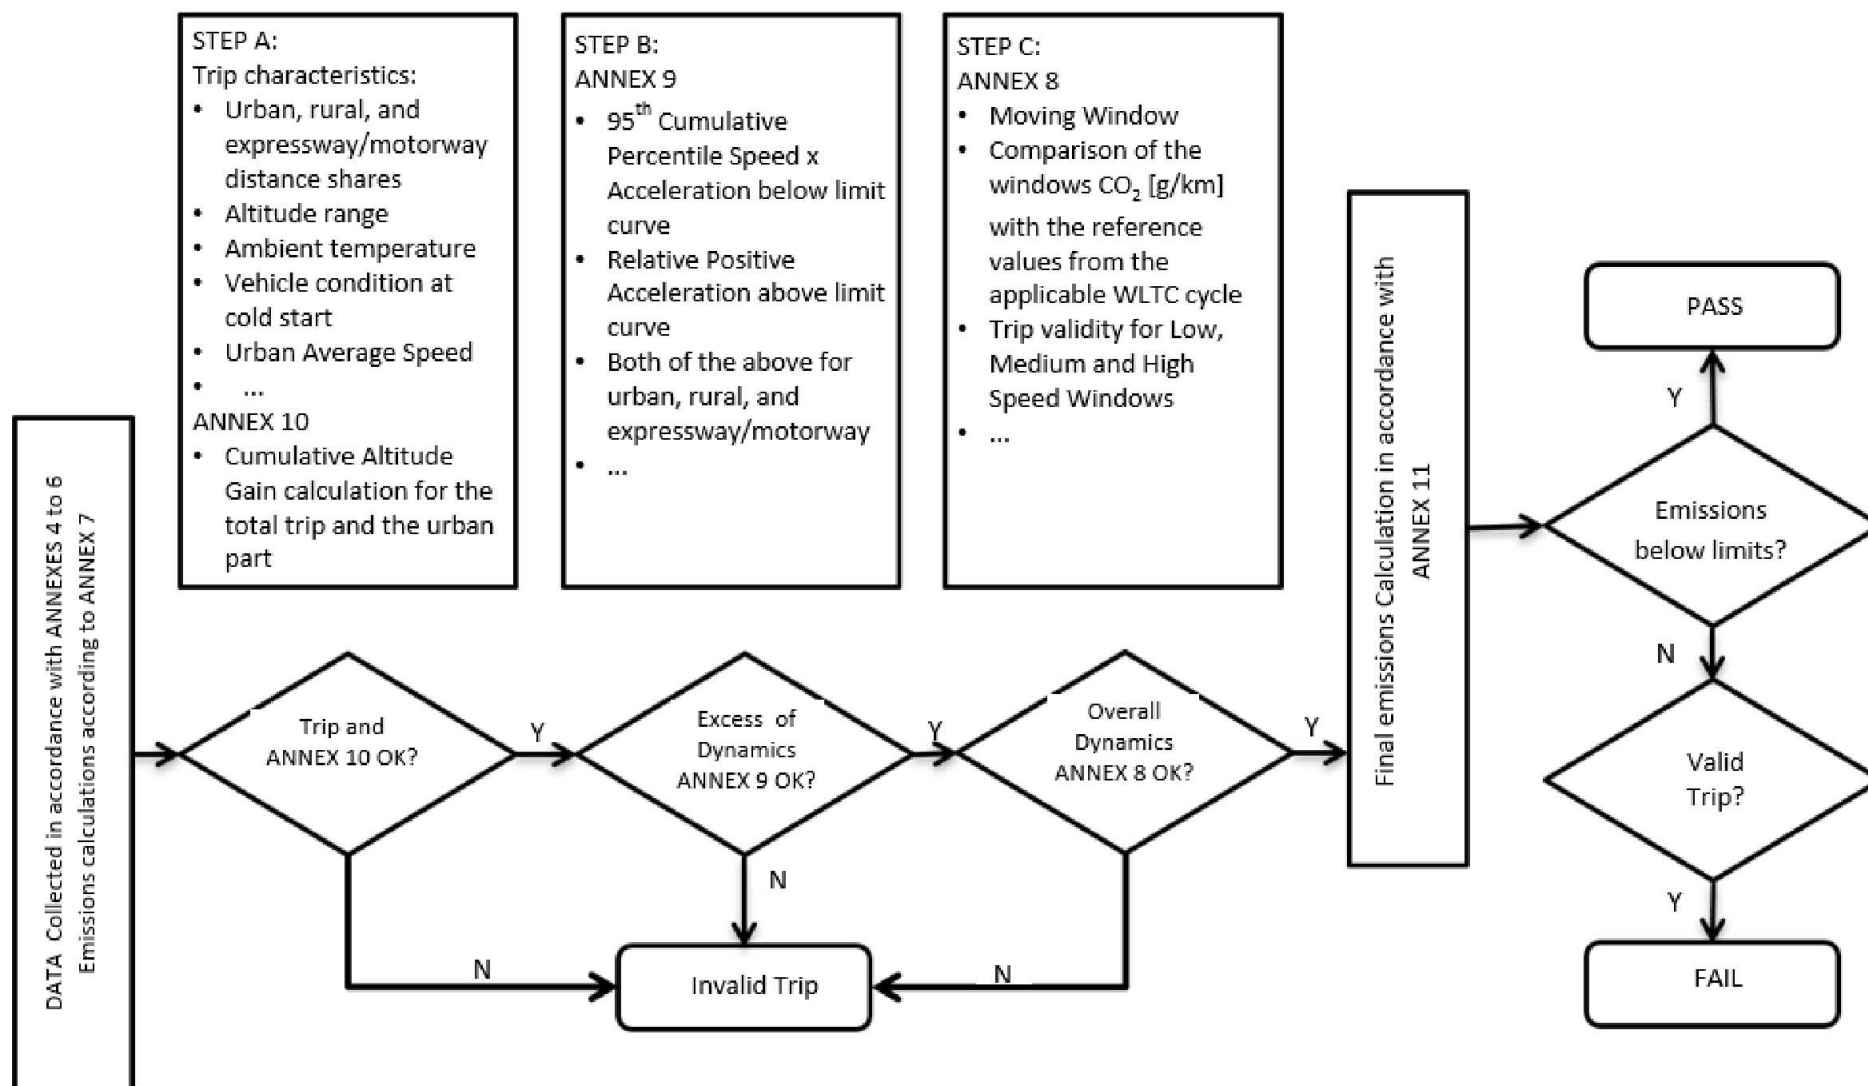 STEP A:
Trip characteristics:
• Urban, rural, and
expressway/motorway
distance shares
• Altitude range
• Ambient temperature
• Vehicle condition at
cold start
• Urban Average Speed
• ...
ANNEX 10
• Cumulative Altitude
Gain calculation for the
total trip and the urban
part
STEP B:
ANNEX 9
• 95th Cumulative
Percentile Speed x
Acceleration below limit
curve
• Relative Positive
Acceleration above limit
curve
• Both of the above for
urban, rural, and
expressway/motorway
• ...
STEP C:
ANNEX 8
• Moving Window
• Comparison of the
windows CO2 [g/km]
with the reference
values from the
applicable WLTC cycle
• Trip validity for Low,
Medium and High
Speed Windows
• ...
DATA Collected in accordance with ANNEXES 4 to 6
Emissions calculations according to ANNEX 7
Trip and
ANNEX 10 OK?
Y
N
Excess of
Dynamics
ANNEX 9 OK?
Y
N
Overall
Dynamics
ANNEX 8 OK?
Y
N
Invalid Trip
Final emissions Calculation in accordance with
ANNEX 11
PASS
Y
Emissions
below limits?
N
Valid
Trip?
Y
FAIL